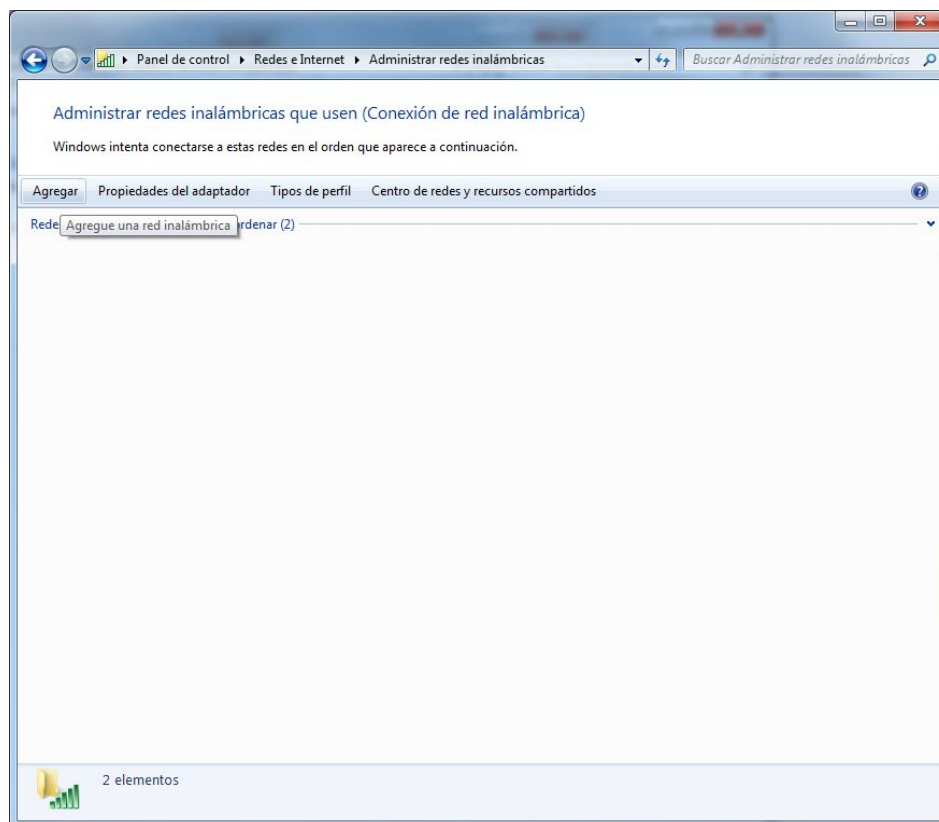 Panel de control ▸ Redes e Internet ▸ Administrar redes inalámbricas
Buscar Administrar redes inalámbricas
Administrar redes inalámbricas que usen (Conexión de red inalámbrica)
Windows intenta conectarse a estas redes en el orden que aparece a continuación.
Agregar Propiedades del adaptador Tipos de perfil Centro de redes y recursos compartidos
Agregue una red inalámbrica
(2)
2 elementos